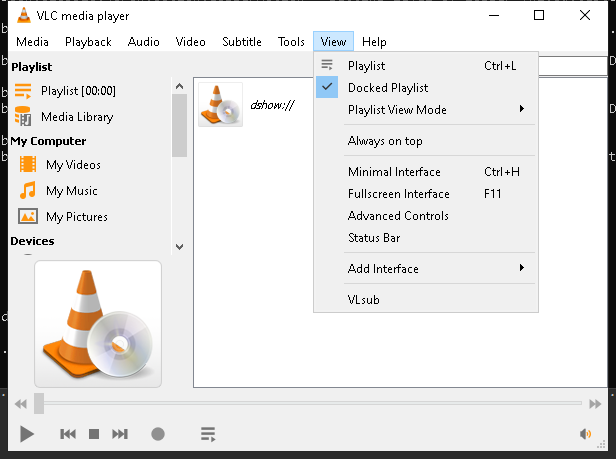 VLC media player
Media Playback Audio Video Subtitle Tools View Help
Playlist
Playlist [00:00]
Media Library
My Computer
My Videos
My Music
My Pictures
Devices
dshow://
Playlist Ctrl+L
Docked Playlist
Playlist View Mode
Always on top
Minimal Interface Ctrl+H
Fullscreen Interface F11
Advanced Controls
Status Bar
Add Interface
VLsub